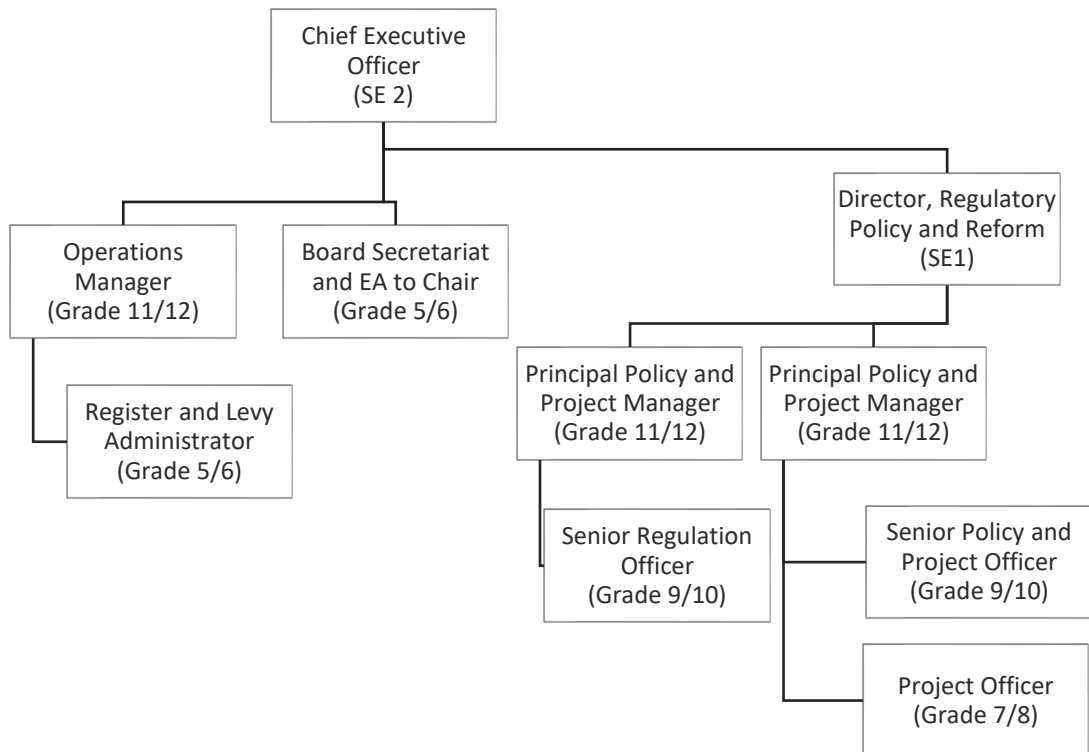 Chief Executive
Officer
(SE 2)
Director, Regulatory
Policy and Reform
(SE1)
Operations
Manager
(Grade 11/12)
Board Secretariat
and EA to Chair
(Grade 5/6)
Principal Policy and
Project Manager
(Grade 11/12)
Principal Policy and
Project Manager
(Grade 11/12)
Register and Levy
Administrator
(Grade 5/6)
Senior Regulation
Officer
(Grade 9/10)
Senior Policy and
Project Officer
(Grade 9/10)
Project Officer
(Grade 7/8)